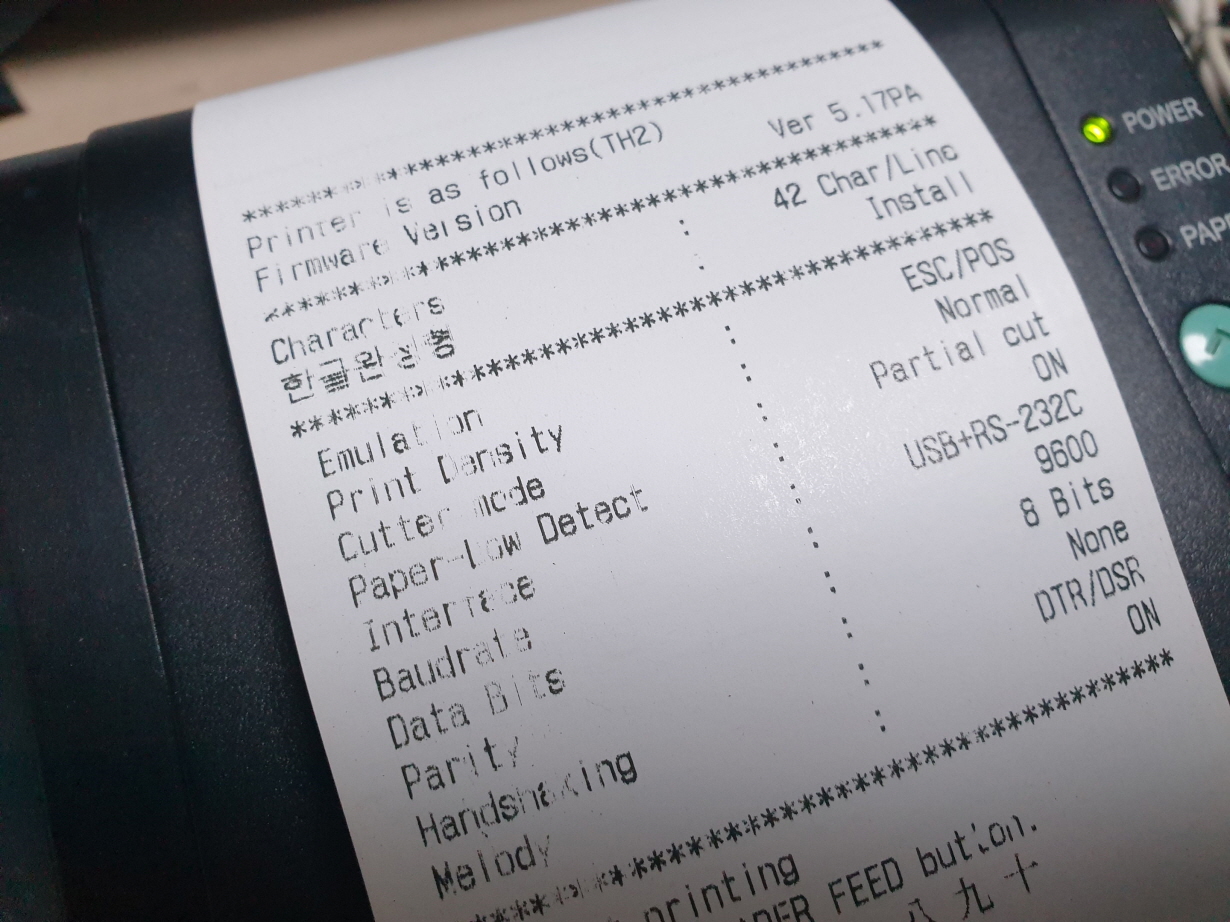 ******************************************
Printer is as follows(TH2)
Firmware Version Ver 5.17PA
******************************************
Characters : 42 Char/Line
한글완성형 : Install
******************************************
Emulation : ESC/POS
Print Density : Normal
Cutter mode : Partial cut
Paper-Low Detect : ON
Interface : USB+RS-232C
Baudrate : 9600
Data Bits : 8 Bits
Parity : None
Handshaking : DTR/DSR
Melody : ON
******************************************
printing
FEED button.
八 九 十
POWER
ERROR